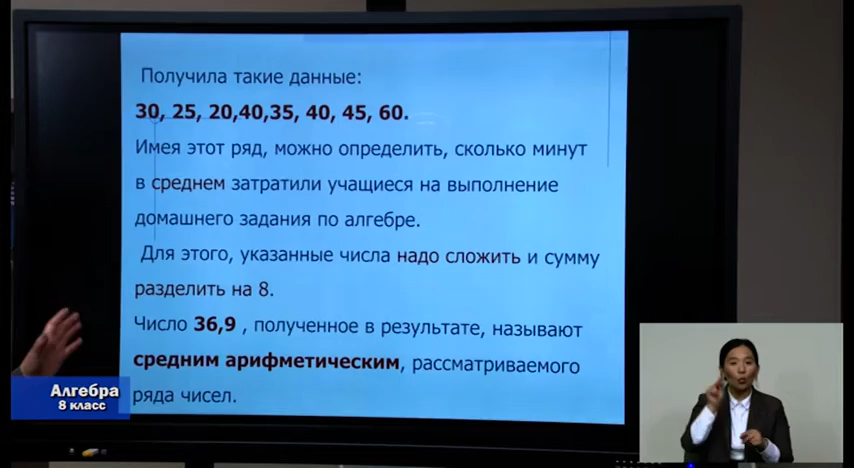 Получила такие данные:
30, 25, 20,40,35, 40, 45, 60.
Имея этот ряд, можно определить, сколько минут
в среднем затратили учащиеся на выполнение
домашнего задания по алгебре.
Для этого, указанные числа надо сложить и сумму
разделить на 8.
Число 36,9 , полученное в результате, называют
средним арифметическим, рассматриваемого
ряда чисел.
Алгебра
8 класс